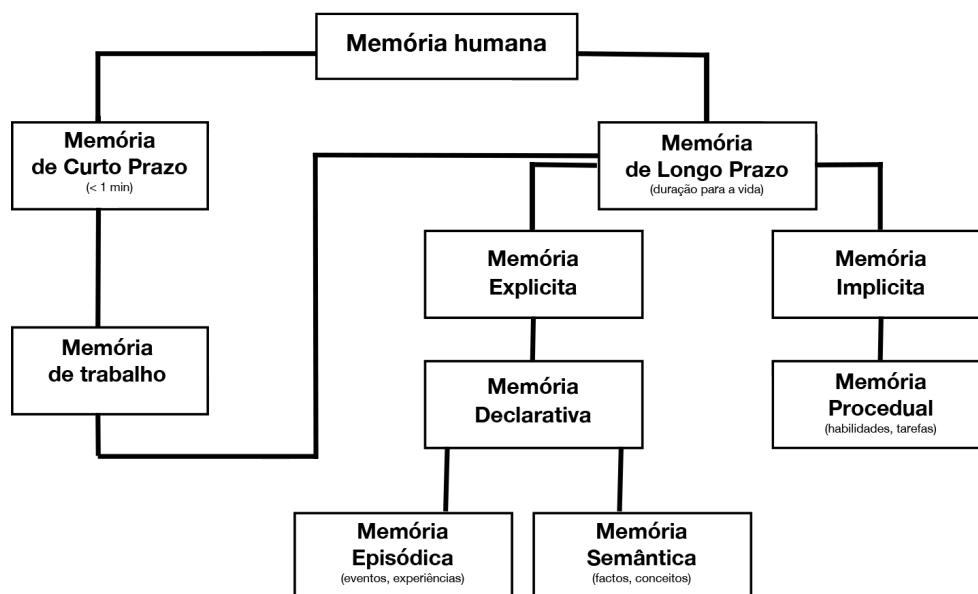 Memória humana
Memória
de Curto Prazo
(< 1 min)
Memória
de Longo Prazo
(duração para a vida)
Memória
Explicita
Memória
Implicita
Memória
de trabalho
Memória
Declarativa
Memória
Procedual
(habilidades, tarefas)
Memória
Episódica
(eventos, experiências)
Memória
Semântica
(factos, conceitos)